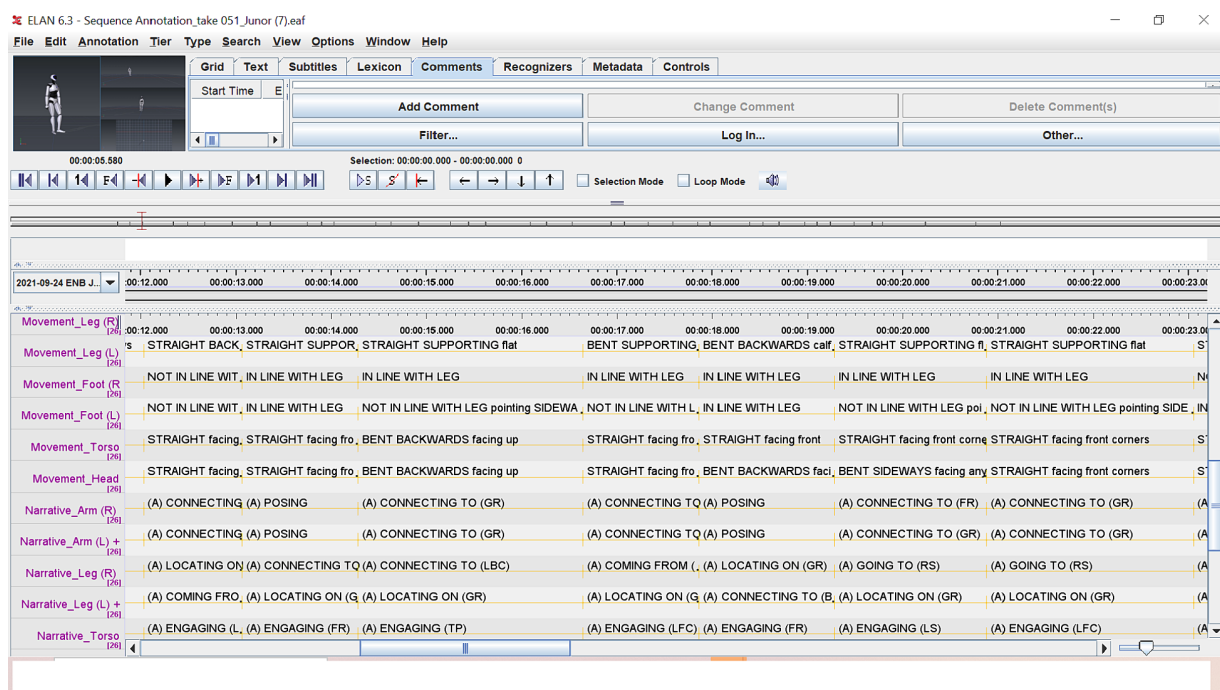 ELAN 6.3 - Sequence Annotation_take 051_Junor (7).eaf
File Edit Annotation Tier Type Search View Options Window Help
Grid Text Subtitles Lexicon Comments Recognizers Metadata Controls
Start Time E
Add Comment Change Comment Delete Comment(s)
Filter... Log In... Other...
00:00:05.580 Selection: 00:00:00.000 - 00:00:00.000 0
1 F F 1 S S Selection Mode Loop Mode
2021-09-24 ENB J... :00:12.000 00:00:13.000 00:00:14.000 00:00:15.000 00:00:16.000 00:00:17.000 00:00:18.000 00:00:19.000 00:00:20.000 00:00:21.000 00:00:22.000 00:00:23.0
Movement_Leg (R) [26] :00:12.000 00:00:13.000 00:00:14.000 00:00:15.000 00:00:16.000 00:00:17.000 00:00:18.000 00:00:19.000 00:00:20.000 00:00:21.000 00:00:22.000 00:00:23.00
Movement_Leg (L) [26] STRAIGHT BACK. STRAIGHT SUPPOR. STRAIGHT SUPPORTING flat BENT SUPPORTING. BENT BACKWARDS calf. STRAIGHT SUPPORTING fl. STRAIGHT SUPPORTING flat
Movement_Foot (R [26] NOT IN LINE WIT. IN LINE WITH LEG IN LINE WITH LEG IN LINE WITH LEG IN LINE WITH LEG IN LINE WITH LEG IN LINE WITH LEG
Movement_Foot (L) [26] NOT IN LINE WIT. IN LINE WITH LEG NOT IN LINE WITH LEG pointing SIDEWA. NOT IN LINE WITH L. IN LINE WITH LEG NOT IN LINE WITH LEG poi. NOT IN LINE WITH LEG pointing SIDE. IN
Movement_Torso [26] STRAIGHT facing. STRAIGHT facing fro. BENT BACKWARDS facing up STRAIGHT facing fro. STRAIGHT facing front STRAIGHT facing front corne STRAIGHT facing front corners
Movement_Head [26] STRAIGHT facing. STRAIGHT facing fro. BENT BACKWARDS facing up STRAIGHT facing fro. BENT BACKWARDS faci. BENT SIDEWAYS facing any STRAIGHT facing front corners
Narrative_Arm (R) [26] (A) CONNECTING (A) POSING (A) CONNECTING TO (GR) (A) CONNECTING TO (A) POSING (A) CONNECTING TO (FR) (A) CONNECTING TO (GR) (A
Narrative_Arm (L) + [26] (A) CONNECTING (A) POSING (A) CONNECTING TO (GR) (A) CONNECTING TO (A) POSING (A) CONNECTING TO (GR) (A) CONNECTING TO (GR) (A
Narrative_Leg (R) [26] (A) LOCATING ON (A) CONNECTING TO (A) CONNECTING TO (LBC) (A) COMING FROM (. (A) LOCATING ON (GR) (A) GOING TO (RS) (A) GOING TO (RS) (A
Narrative_Leg (L) + [26] (A) COMING FRO. (A) LOCATING ON (G (A) LOCATING ON (GR) (A) LOCATING ON (G (A) CONNECTING TO (B. (A) LOCATING ON (GR) (A) LOCATING ON (GR) (A
Narrative_Torso [26] (A) ENGAGING (L. (A) ENGAGING (FR) (A) ENGAGING (TP) (A) ENGAGING (LFC) (A) ENGAGING (FR) (A) ENGAGING (LS) (A) ENGAGING (LFC) (A